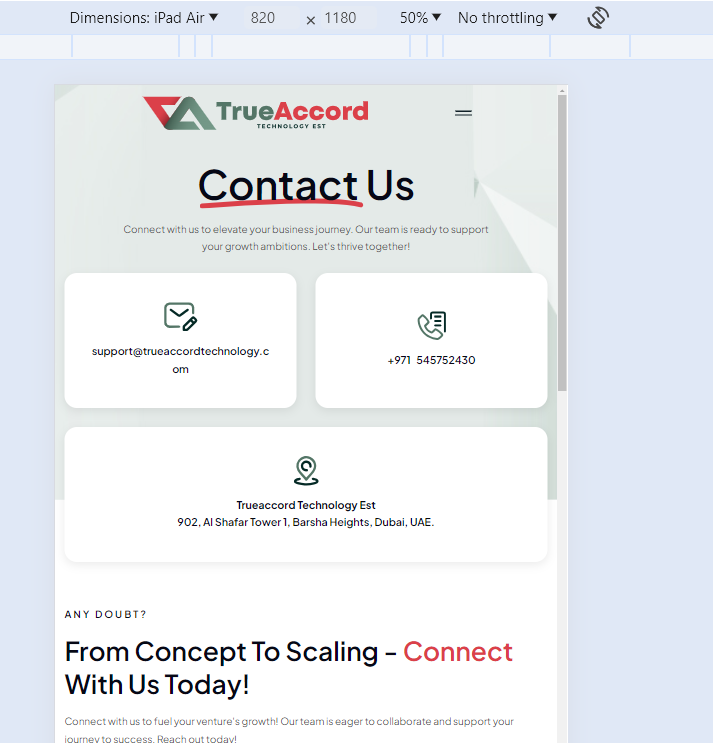 Dimensions: iPad Air ▼ 820 × 1180 50% ▼ No throttling ▼
TrueAccord
TECHNOLOGY EST
Contact Us
Connect with us to elevate your business journey. Our team is ready to support
your growth ambitions. Let's thrive together!
support@trueaccordtechnology.c
om
+971 545752430
Trueaccord Technology Est
902, Al Shafar Tower 1, Barsha Heights, Dubai, UAE.
ANY DOUBT?
From Concept To Scaling - Connect
With Us Today!
Connect with us to fuel your venture's growth! Our team is eager to collaborate and support your
journey to success. Reach out today!